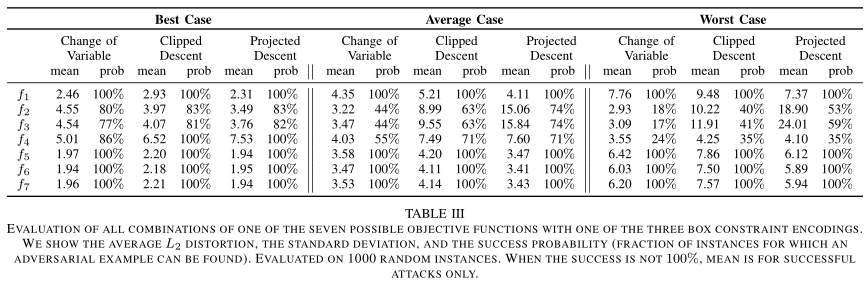 Best Case Average Case Worst Case
Change of Clipped Projected Change of Clipped Projected Change of Clipped Projected
Variable Descent Descent Variable Descent Descent Variable Descent Descent
mean prob mean prob mean prob mean prob mean prob mean prob mean prob mean prob mean prob
f1 2.46 100% 2.93 100% 2.31 100% 4.35 100% 5.21 100% 4.11 100% 7.76 100% 9.48 100% 7.37 100%
f2 4.55 80% 3.97 83% 3.49 83% 3.22 44% 8.99 63% 15.06 74% 2.93 18% 10.22 40% 18.90 53%
f3 4.54 77% 4.07 81% 3.76 82% 3.47 44% 9.55 63% 15.84 74% 3.09 17% 11.91 41% 24.01 59%
f4 5.01 86% 6.52 100% 7.53 100% 4.03 55% 7.49 71% 7.60 71% 3.55 24% 4.25 35% 4.10 35%
f5 1.97 100% 2.20 100% 1.94 100% 3.58 100% 4.20 100% 3.47 100% 6.42 100% 7.86 100% 6.12 100%
f6 1.94 100% 2.18 100% 1.95 100% 3.47 100% 4.11 100% 3.41 100% 6.03 100% 7.50 100% 5.89 100%
f7 1.96 100% 2.21 100% 1.94 100% 3.53 100% 4.14 100% 3.43 100% 6.20 100% 7.57 100% 5.94 100%
TABLE III
EVALUATION OF ALL COMBINATIONS OF ONE OF THE SEVEN POSSIBLE OBJECTIVE FUNCTIONS WITH ONE OF THE THREE BOX CONSTRAINT ENCODINGS.
WE SHOW THE AVERAGE L2 DISTORTION, THE STANDARD DEVIATION, AND THE SUCCESS PROBABILITY (FRACTION OF INSTANCES FOR WHICH AN
ADVERSARIAL EXAMPLE CAN BE FOUND). EVALUATED ON 1000 RANDOM INSTANCES. WHEN THE SUCCESS IS NOT 100%, MEAN IS FOR SUCCESSFUL
ATTACKS ONLY.